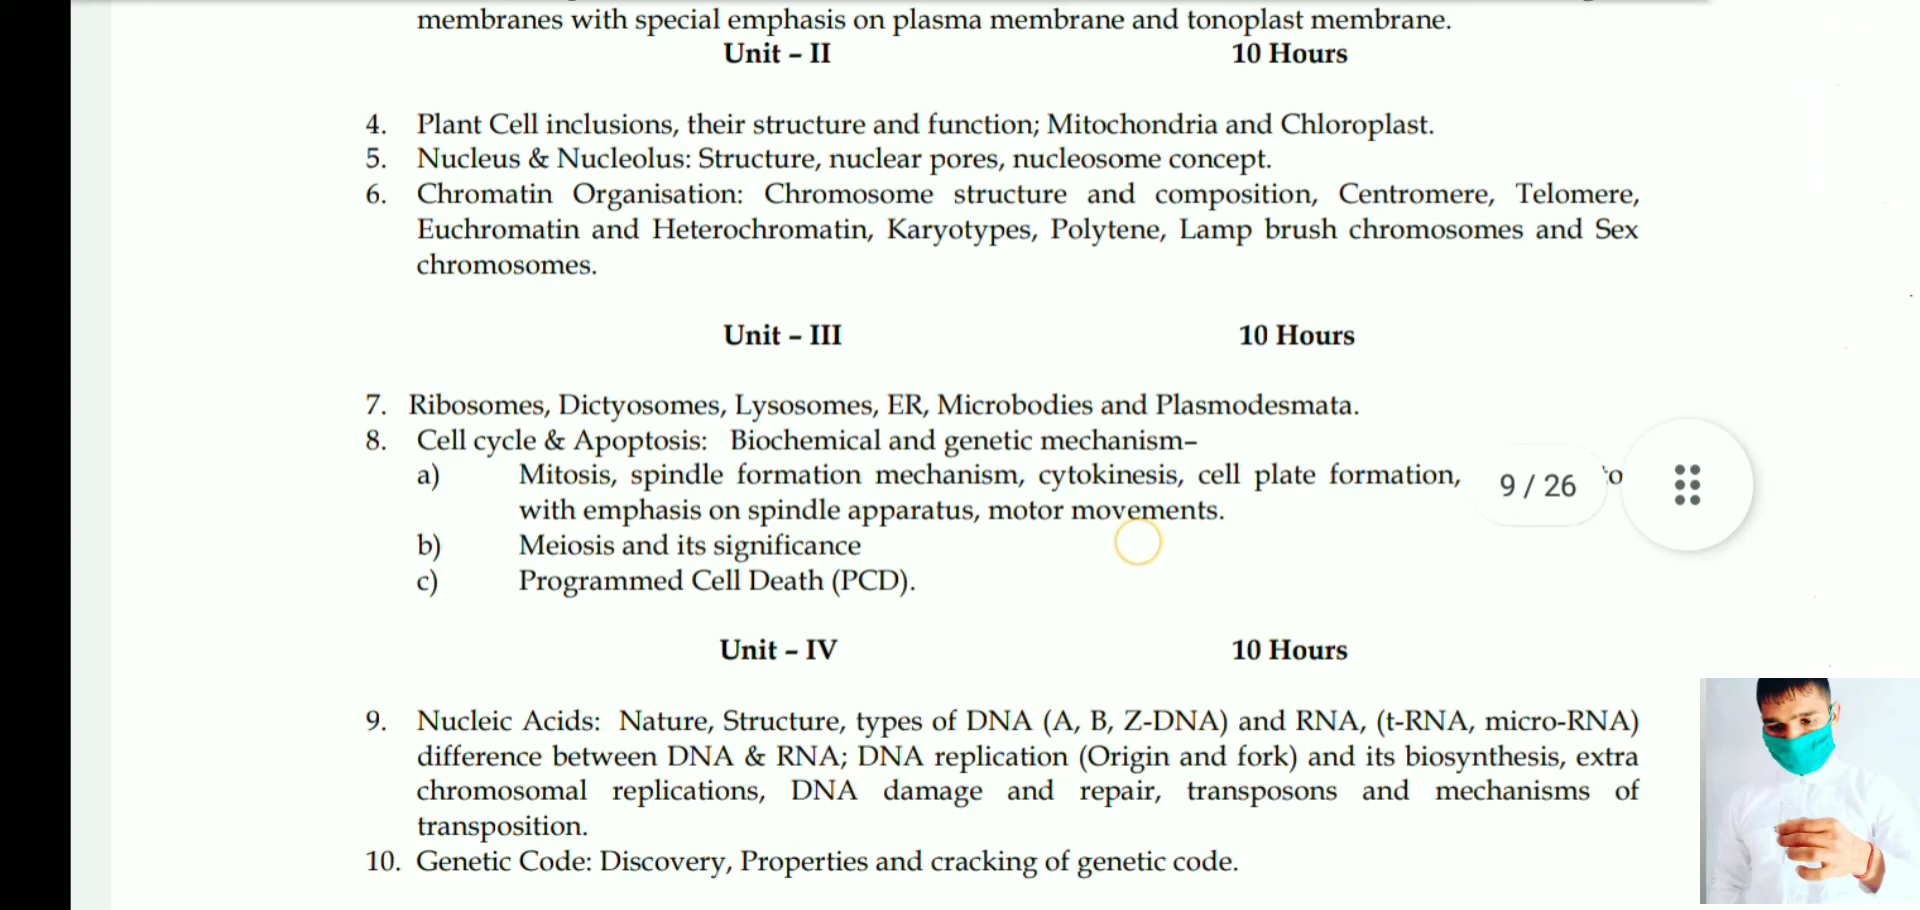 membranes with special emphasis on plasma membrane and tonoplast membrane.
Unit – II 10 Hours
4. Plant Cell inclusions, their structure and function; Mitochondria and Chloroplast.
5. Nucleus & Nucleolus: Structure, nuclear pores, nucleosome concept.
6. Chromatin Organisation: Chromosome structure and composition, Centromere, Telomere,
Euchromatin and Heterochromatin, Karyotypes, Polytene, Lamp brush chromosomes and Sex
chromosomes.
Unit – III 10 Hours
7. Ribosomes, Dictyosomes, Lysosomes, ER, Microbodies and Plasmodesmata.
8. Cell cycle & Apoptosis: Biochemical and genetic mechanism–
a) Mitosis, spindle formation mechanism, cytokinesis, cell plate formation,
9 / 26
with emphasis on spindle apparatus, motor movements.
b) Meiosis and its significance
c) Programmed Cell Death (PCD).
Unit – IV 10 Hours
9. Nucleic Acids: Nature, Structure, types of DNA (A, B, Z-DNA) and RNA, (t-RNA, micro-RNA)
difference between DNA & RNA; DNA replication (Origin and fork) and its biosynthesis, extra
chromosomal replications, DNA damage and repair, transposons and mechanisms of
transposition.
10. Genetic Code: Discovery, Properties and cracking of genetic code.